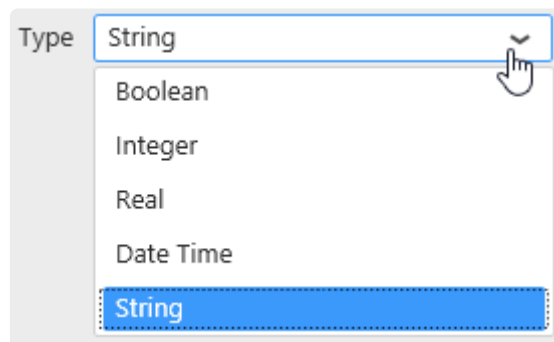 Type String
Boolean
Integer
Real
Date Time
String